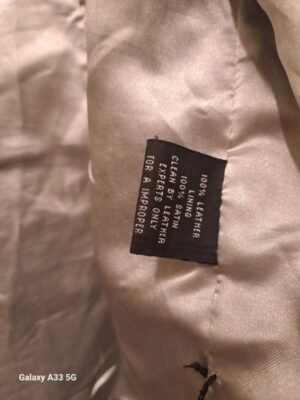 100% LEATHER
LINING
100% SATIN
CLEAN BY LEATHER
EXPERTS ONLY
FOR A IMPROPER
Galaxy A33 5G